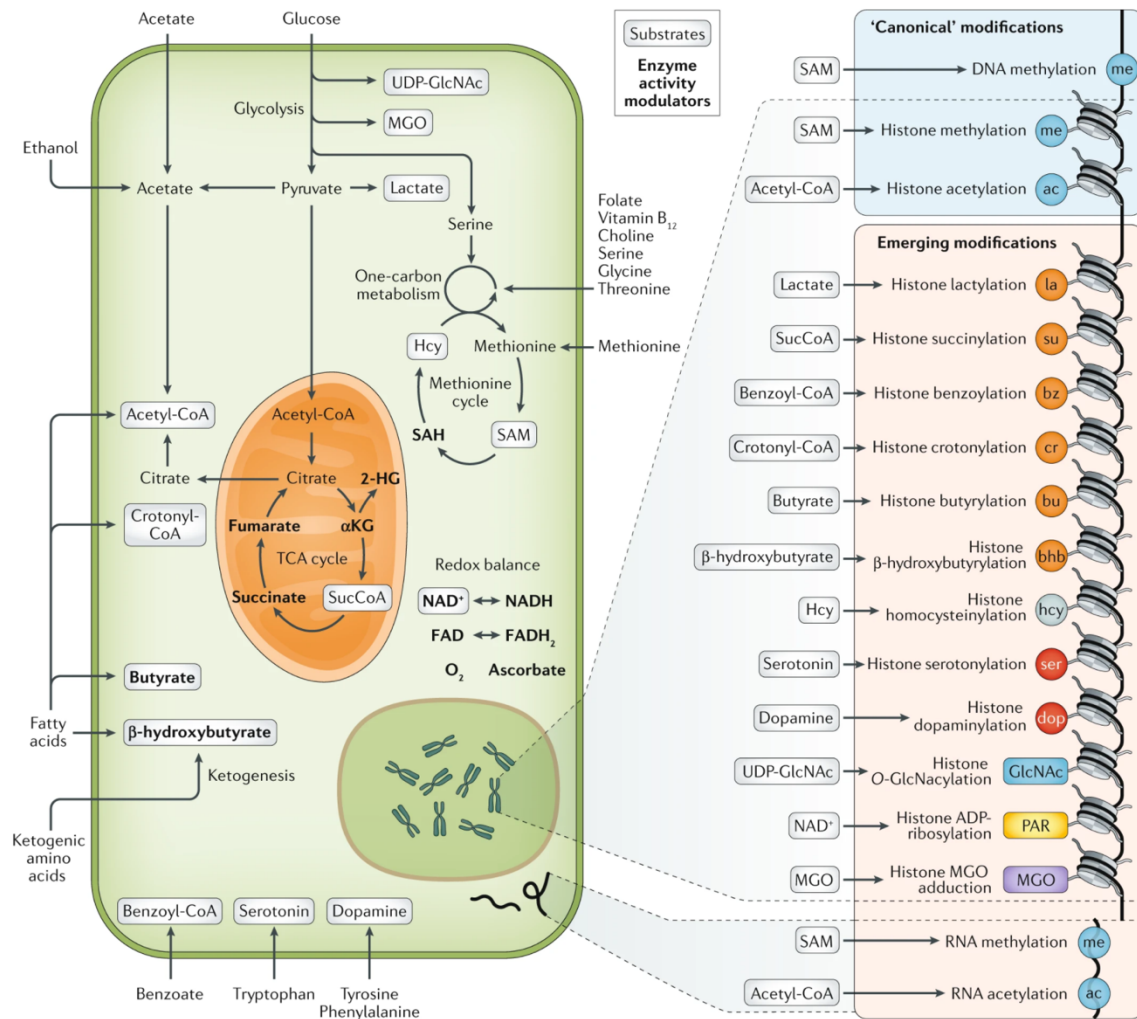 Acetate
Glucose
UDP-GlcNAc
Glycolysis
MGO
Ethanol
Acetate
Pyruvate
Lactate
Serine
Folate
Vitamin B₁₂
Choline
Serine
Glycine
Threonine
One-carbon
metabolism
Hcy
Methionine
Methionine
Methionine
cycle
SAH
SAM
Acetyl-CoA
Acetyl-CoA
Citrate
Citrate
2-HG
Crotonyl-
CoA
Fumarate
αKG
TCA cycle
Succinate
SucCoA
Redox balance
NAD⁺
NADH
FAD
FADH₂
O₂
Ascorbate
Butyrate
Fatty
acids
β-hydroxybutyrate
Ketogenesis
Ketogenic
amino
acids
Benzoyl-CoA
Serotonin
Dopamine
Benzoate
Tryptophan
Tyrosine
Phenylalanine
Substrates
Enzyme
activity
modulators
‘Canonical’ modifications
SAM
DNA methylation
me
SAM
Histone methylation
me
Acetyl-CoA
Histone acetylation
ac
Emerging modifications
Lactate
Histone lactylation
la
SucCoA
Histone succinylation
su
Benzoyl-CoA
Histone benzoylation
bz
Crotonyl-CoA
Histone crotonylation
cr
Butyrate
Histone butyrylation
bu
β-hydroxybutyrate
Histone
β-hydroxybutyrylation
bhb
Hcy
Histone
homocysteinylation
hcy
Serotonin
Histone serotonylation
ser
Dopamine
Histone
dopaminylation
dop
UDP-GlcNAc
Histone
O-GlcNacylation
GlcNAc
NAD⁺
Histone ADP-
ribosylation
PAR
MGO
Histone MGO
adduction
MGO
SAM
RNA methylation
me
Acetyl-CoA
RNA acetylation
ac